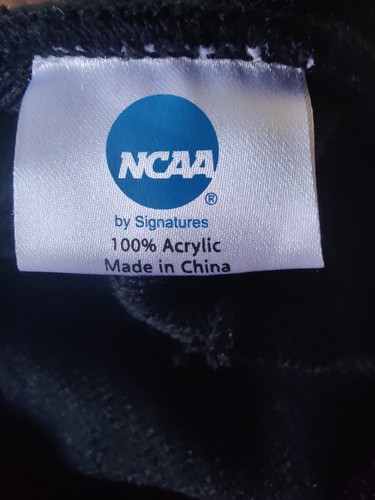 NCAA
®
by Signatures
100% Acrylic
Made in China